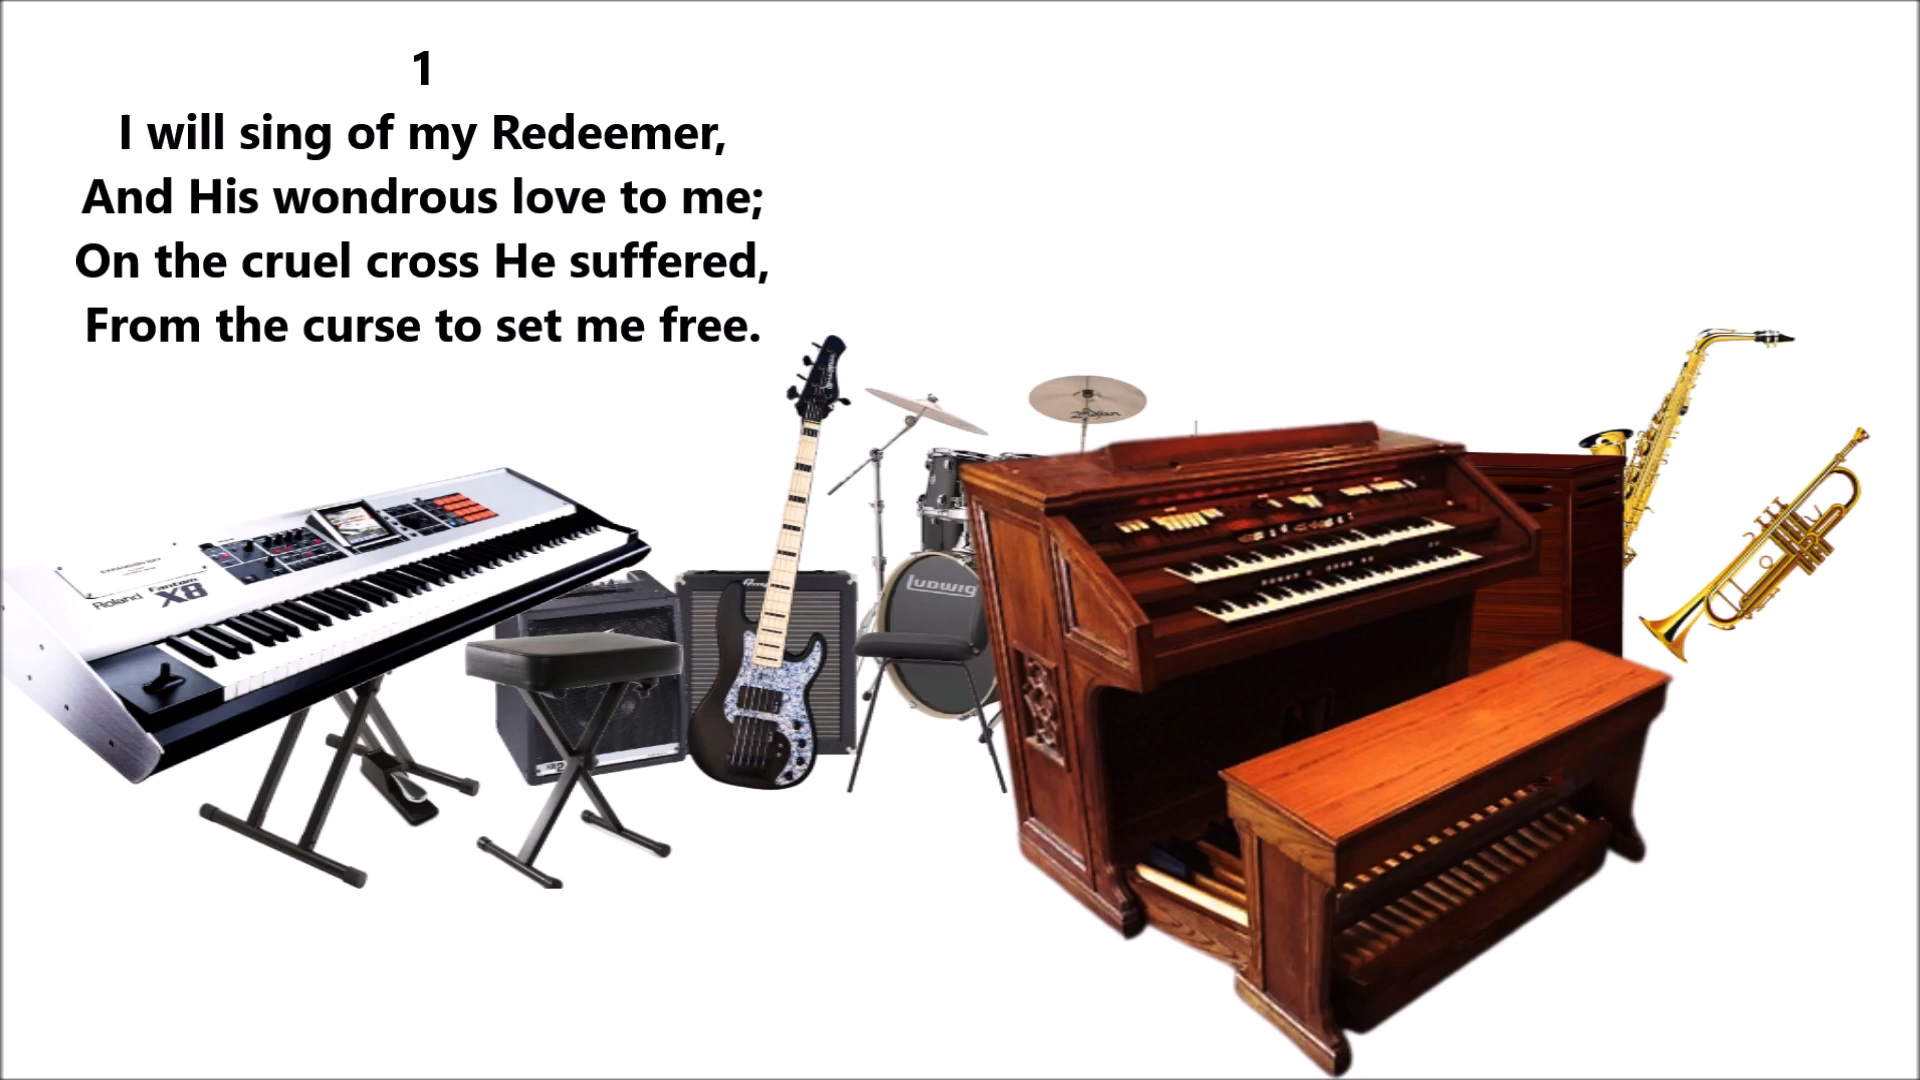 1
I will sing of my Redeemer,
And His wondrous love to me;
On the cruel cross He suffered,
From the curse to set me free.
Roland Fantom X8
LUDWIG